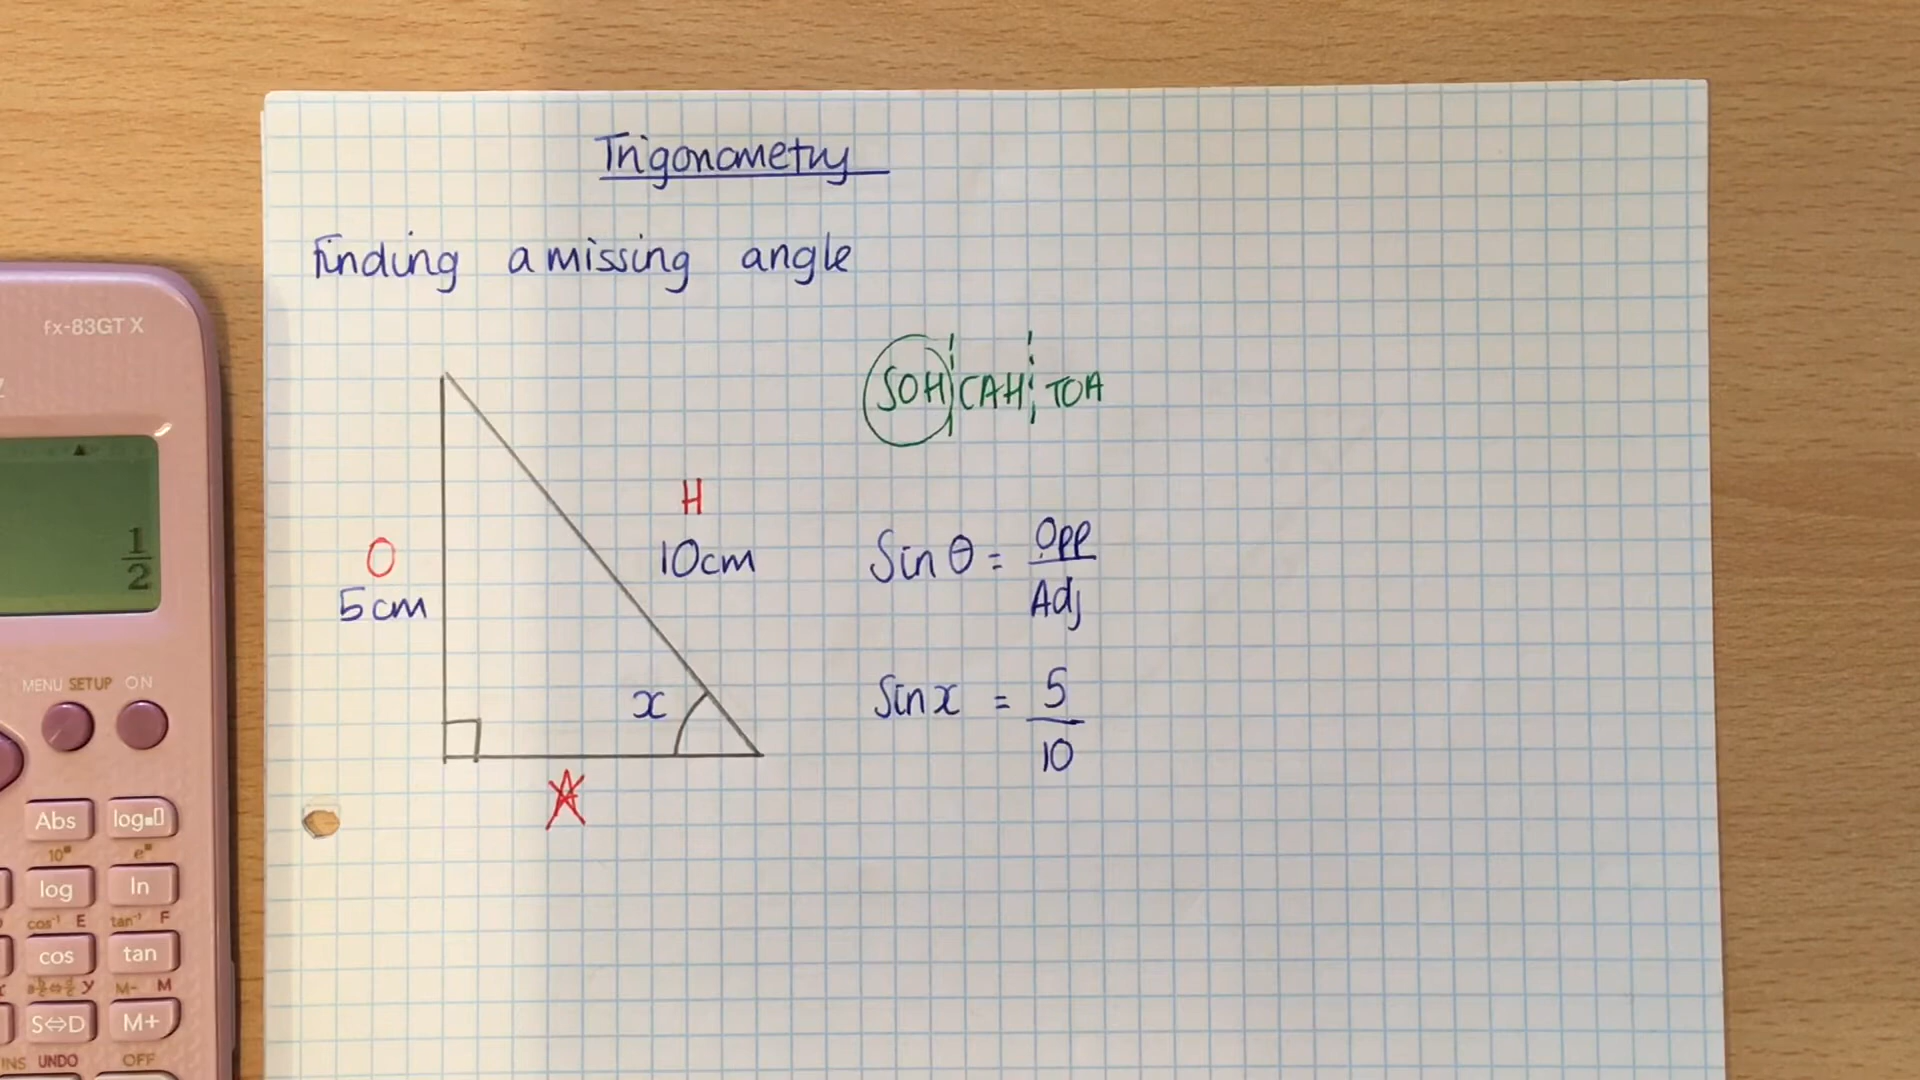 Trigonometry
Finding a missing angle
SOH CAH TOA
H
10cm
O
5cm
x
A
Sin θ = Opp
Adj
Sin x = 5
10
fx-83GT X
1
2
MENU SETUP ON
Abs log
10■ e■
log ln
cos⁻¹ E tan⁻¹ F
cos tan
y M- M
S⇔D M+
INS UNDO OFF